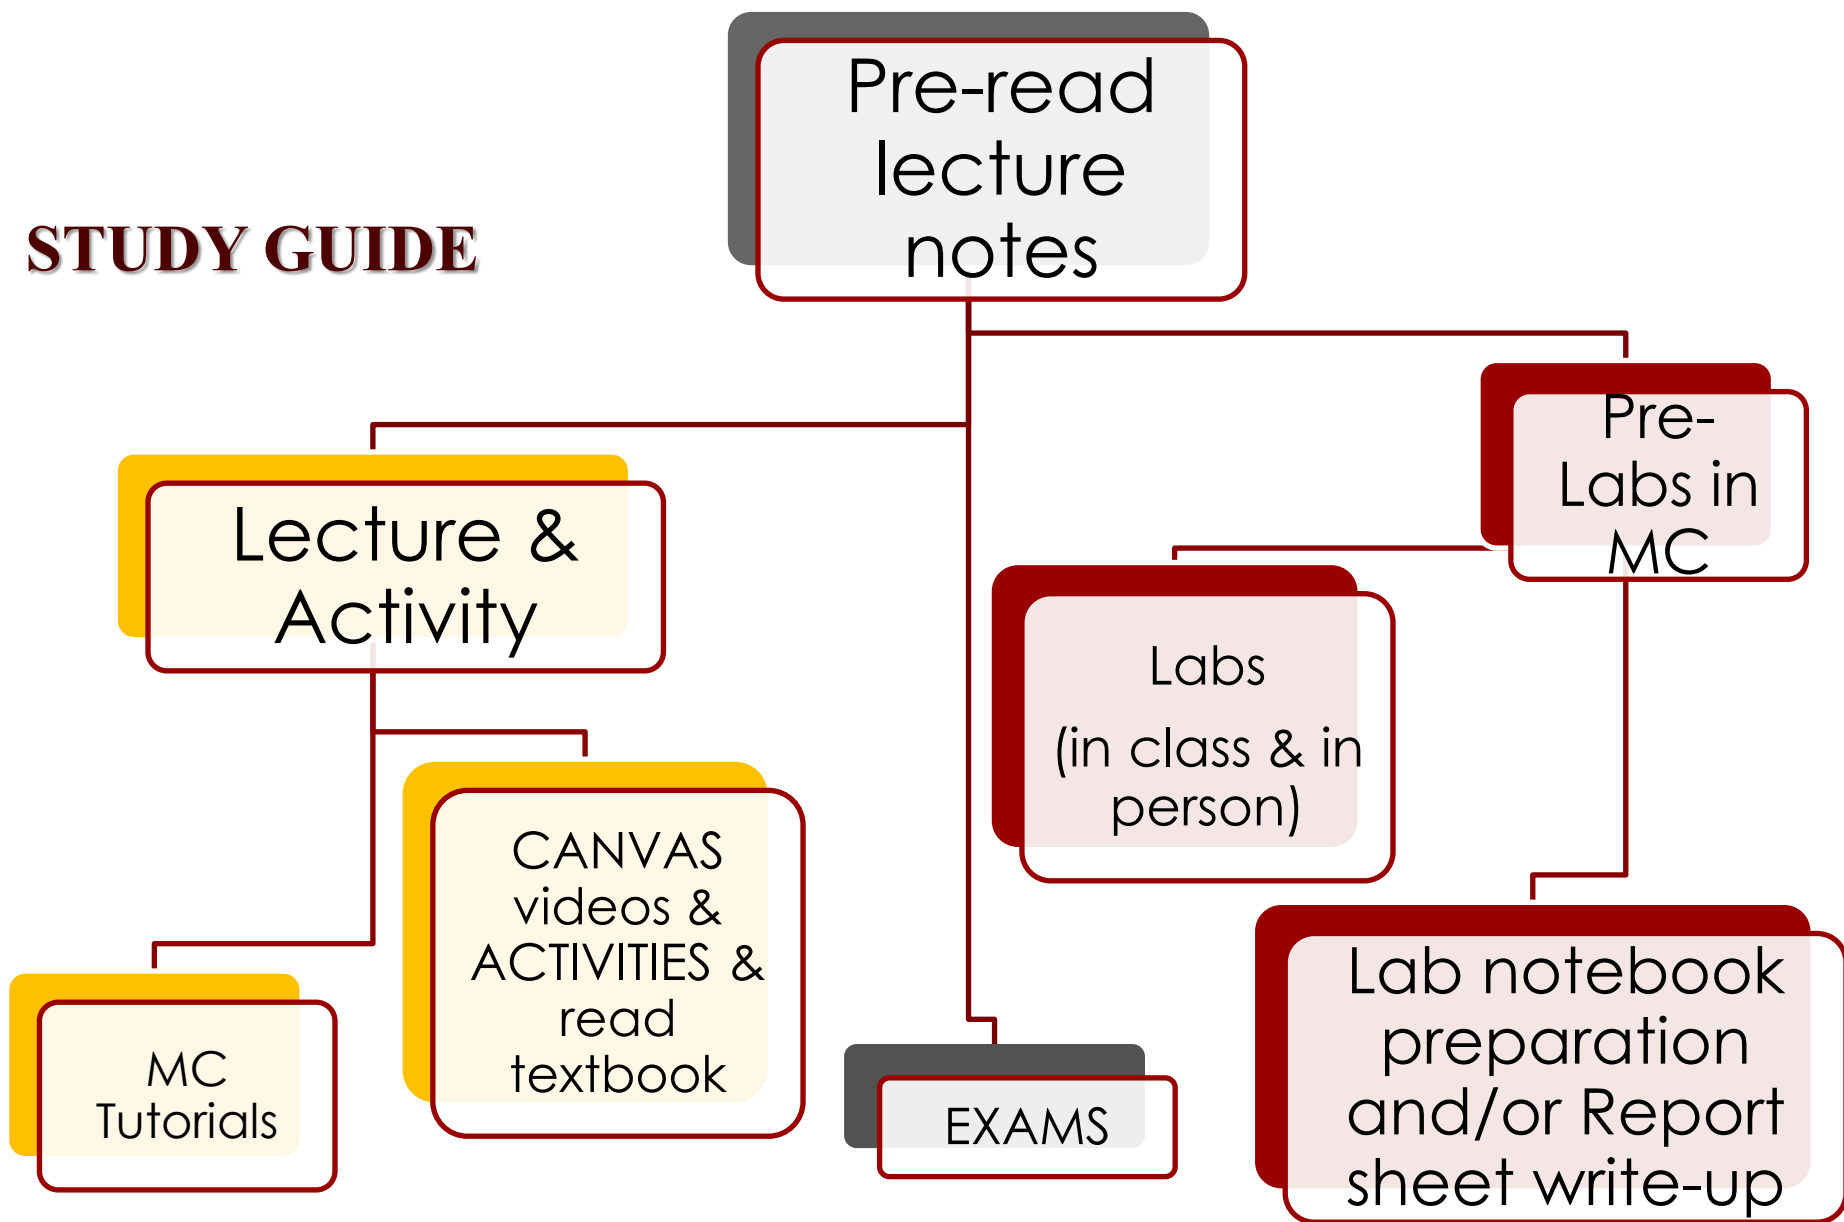 STUDY GUIDE
Pre-read
lecture
notes
Lecture &
Activity
MC
Tutorials
CANVAS
videos &
ACTIVITIES &
read
textbook
EXAMS
Pre-
Labs in
MC
Labs
(in class & in
person)
Lab notebook
preparation
and/or Report
sheet write-up